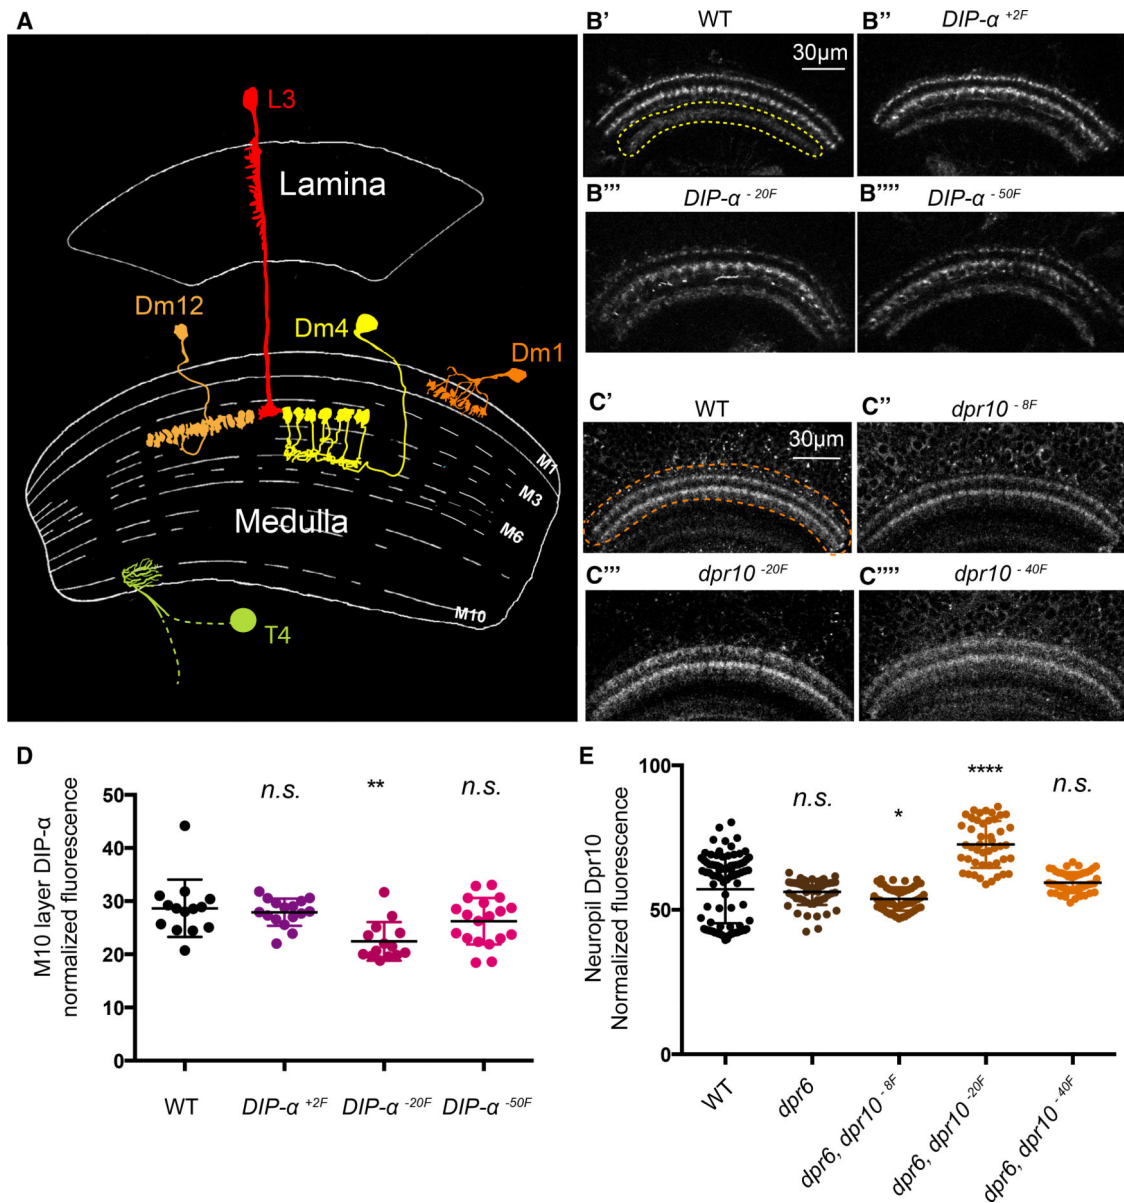 A
L3
Lamina
Dm12
Dm4
Dm1
M1
M3
M6
Medulla
M10
T4
B' WT
30μm
B'' DIP-α +2F
B''' DIP-α - 20F
B'''' DIP-α - 50F
C' WT
30μm
C'' dpr10 - 8F
C''' dpr10 -20F
C'''' dpr10 - 40F
D
M10 layer DIP-α
normalized fluorescence
50
40
30
20
10
0
n.s.
**
n.s.
WT
DIP-α +2F
DIP-α -20F
DIP-α -50F
E
Neuropil Dpr10
Normalized fluorescence
100
50
0
n.s.
*
****
n.s.
WT
dpr6
dpr6, dpr10 - 8F
dpr6, dpr10 -20F
dpr6, dpr10 - 40F